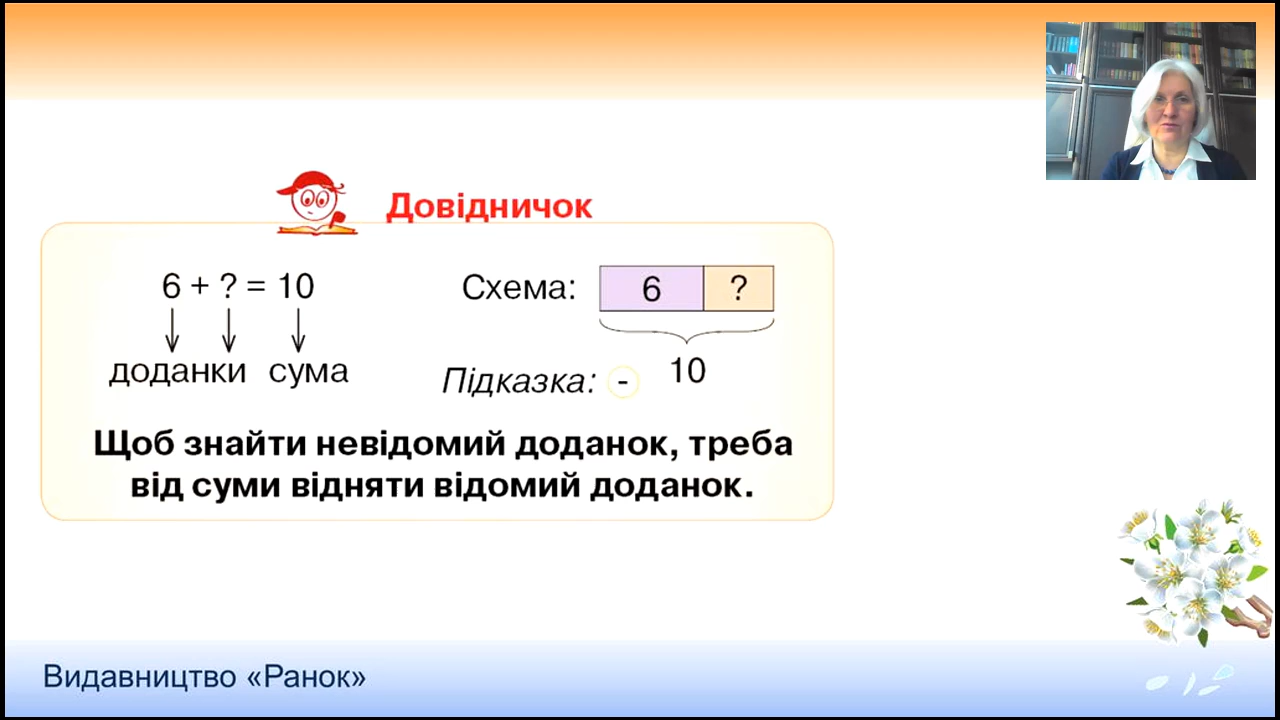 Довідничок
6 + ? = 10
Схема: 6 ?
доданки сума
Підказка: - 10
Щоб знайти невідомий доданок, треба
від суми відняти відомий доданок.
Видавництво «Ранок»